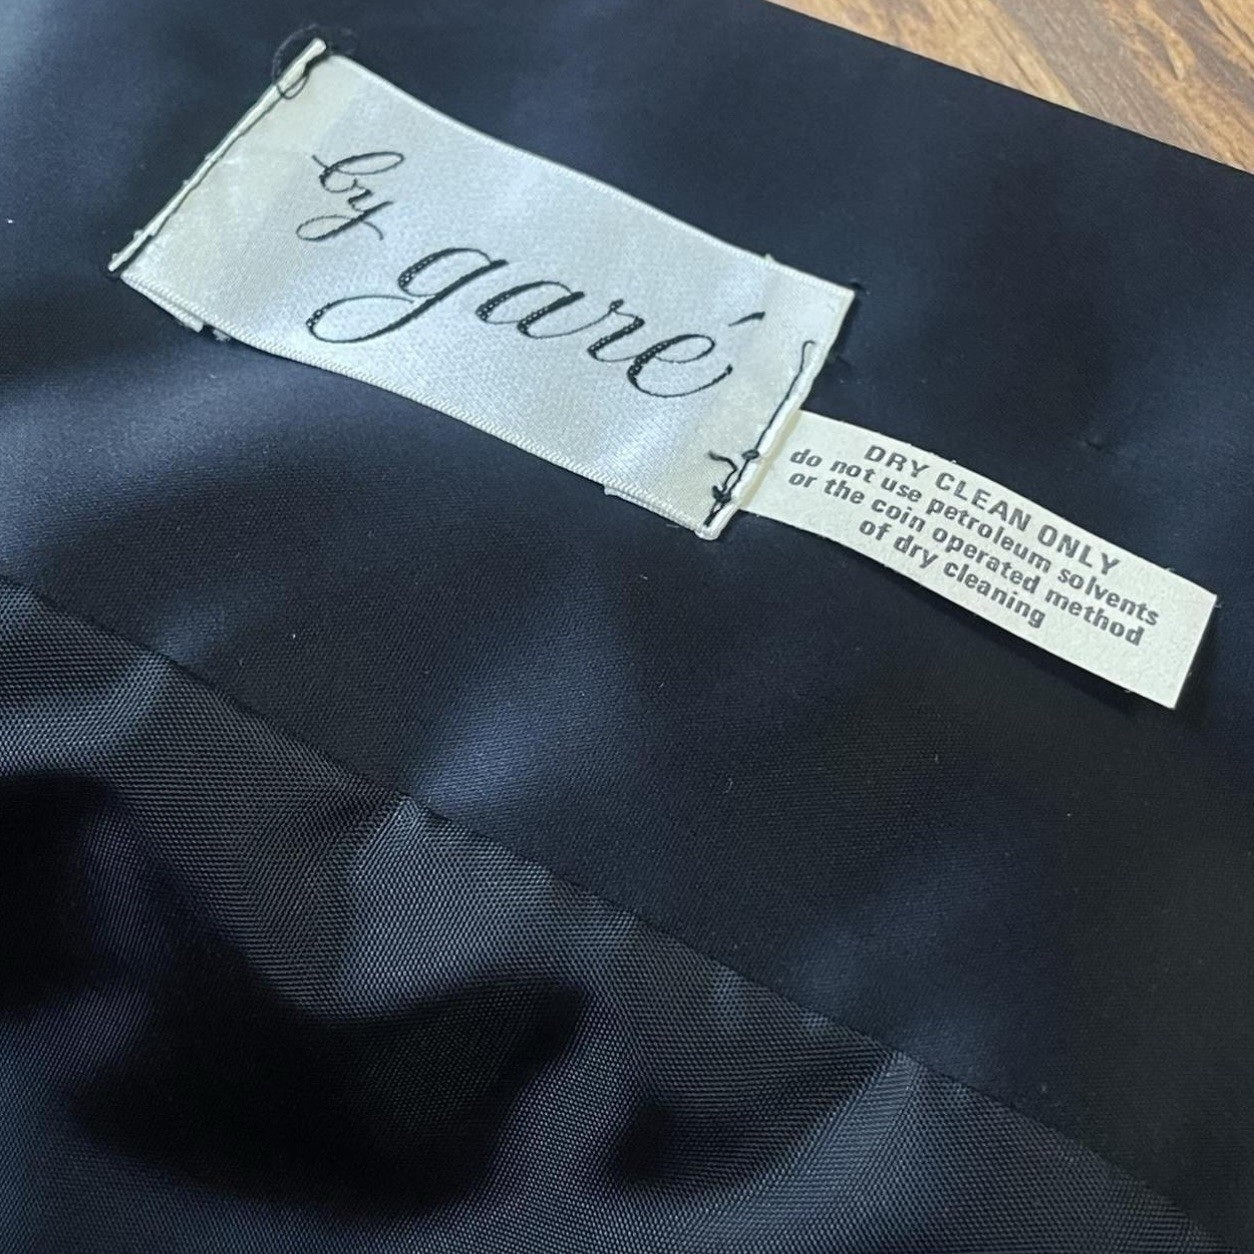 by
garé
DRY CLEAN ONLY
do not use petroleum solvents
or the coin operated method
of dry cleaning